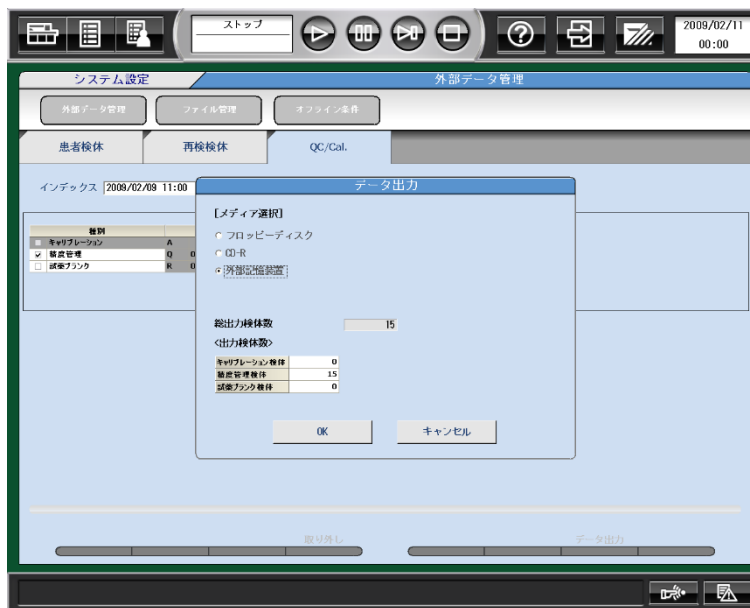 ストップ
2009/02/11
00:00
システム設定
外部データ管理
外部データ管理
ファイル管理
オフライン条件
患者検体
再検検体
QC/Cal.
インデックス 2009/02/09 11:00
種別
キャリブレーション A
精度管理 Q 0
試薬ブランク R 0
データ出力
[メディア選択]
フロッピーディスク
CD-R
外部記憶装置
総出力検体数 15
<出力検体数>
キャリブレーション検体 0
精度管理検体 15
試薬ブランク検体 0
OK
キャンセル
取り外し
データ出力